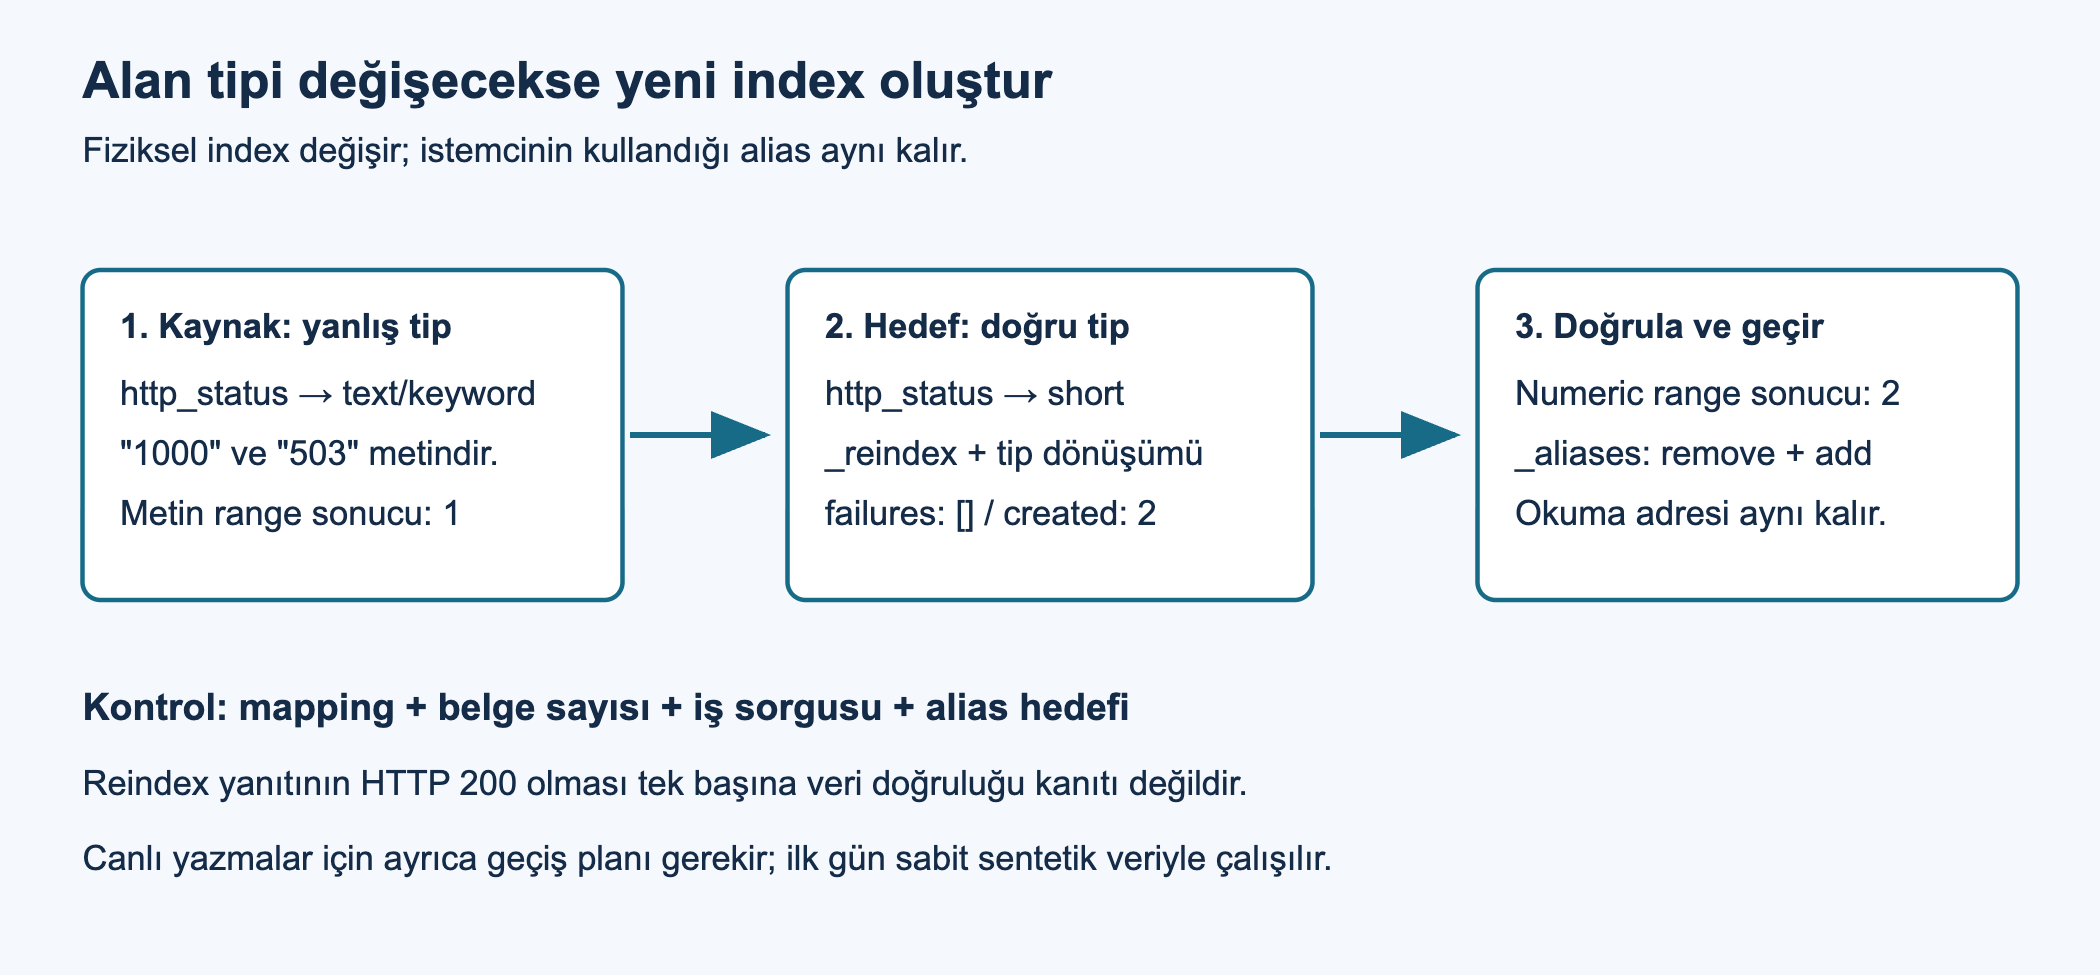 Alan tipi değişecekse yeni index oluştur
Fiziksel index değişir; istemcinin kullandığı alias aynı kalır.
1. Kaynak: yanlış tip
http_status → text/keyword
"1000" ve "503" metindir.
Metin range sonucu: 1
2. Hedef: doğru tip
http_status → short
_reindex + tip dönüşümü
failures: [] / created: 2
3. Doğrula ve geçir
Numeric range sonucu: 2
_aliases: remove + add
Okuma adresi aynı kalır.
Kontrol: mapping + belge sayısı + iş sorgusu + alias hedefi
Reindex yanıtının HTTP 200 olması tek başına veri doğruluğu kanıtı değildir.
Canlı yazmalar için ayrıca geçiş planı gerekir; ilk gün sabit sentetik veriyle çalışılır.